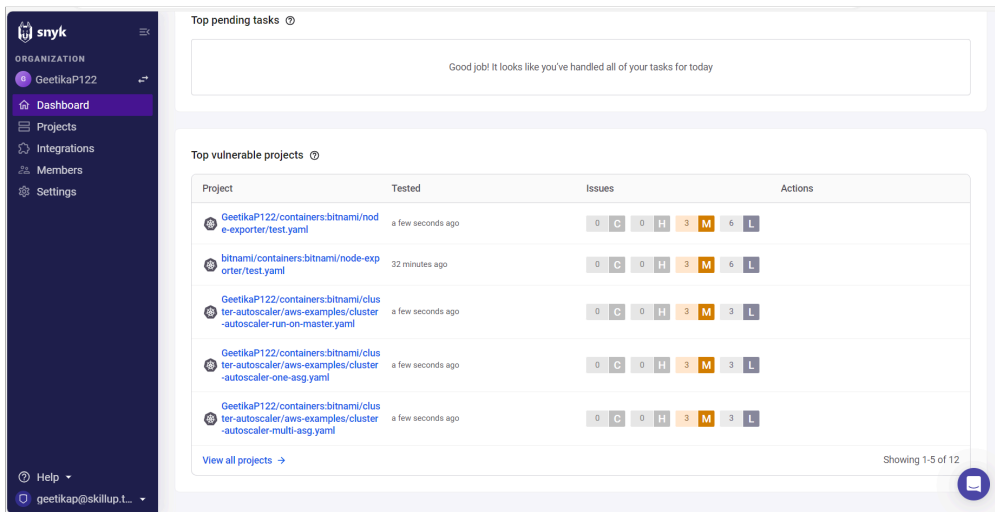 snyk
ORGANIZATION
G
GeetikaP122
Dashboard
Projects
Integrations
Members
Settings
Help
geetikap@skillup.t...
Top pending tasks
Good job! It looks like you've handled all of your tasks for today
Top vulnerable projects
Project Tested Issues Actions
GeetikaP122/containers:bitnami/nod
e-exporter/test.yaml
a few seconds ago
0 C 0 H 3 M 6 L
bitnami/containers:bitnami/node-exp
orter/test.yaml
32 minutes ago
0 C 0 H 3 M 6 L
GeetikaP122/containers:bitnami/clus
ter-autoscaler/aws-examples/cluster
-autoscaler-run-on-master.yaml
a few seconds ago
0 C 0 H 3 M 3 L
GeetikaP122/containers:bitnami/clus
ter-autoscaler/aws-examples/cluster
-autoscaler-one-asg.yaml
a few seconds ago
0 C 0 H 3 M 3 L
GeetikaP122/containers:bitnami/clus
ter-autoscaler/aws-examples/cluster
-autoscaler-multi-asg.yaml
a few seconds ago
0 C 0 H 3 M 3 L
View all projects →
Showing 1-5 of 12